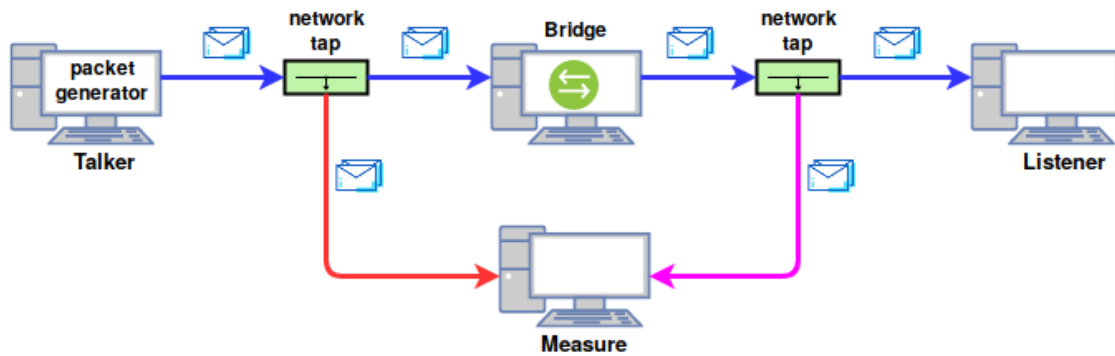 network
tap
Bridge
network
tap
packet
generator
Talker
Listener
Measure